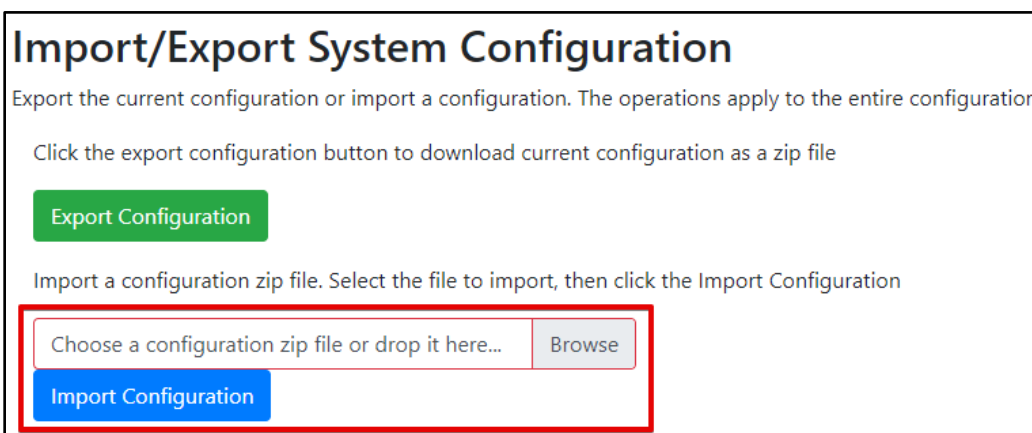 Import/Export System Configuration
Export the current configuration or import a configuration. The operations apply to the entire configuration
Click the export configuration button to download current configuration as a zip file
Export Configuration
Import a configuration zip file. Select the file to import, then click the Import Configuration
Choose a configuration zip file or drop it here... Browse
Import Configuration